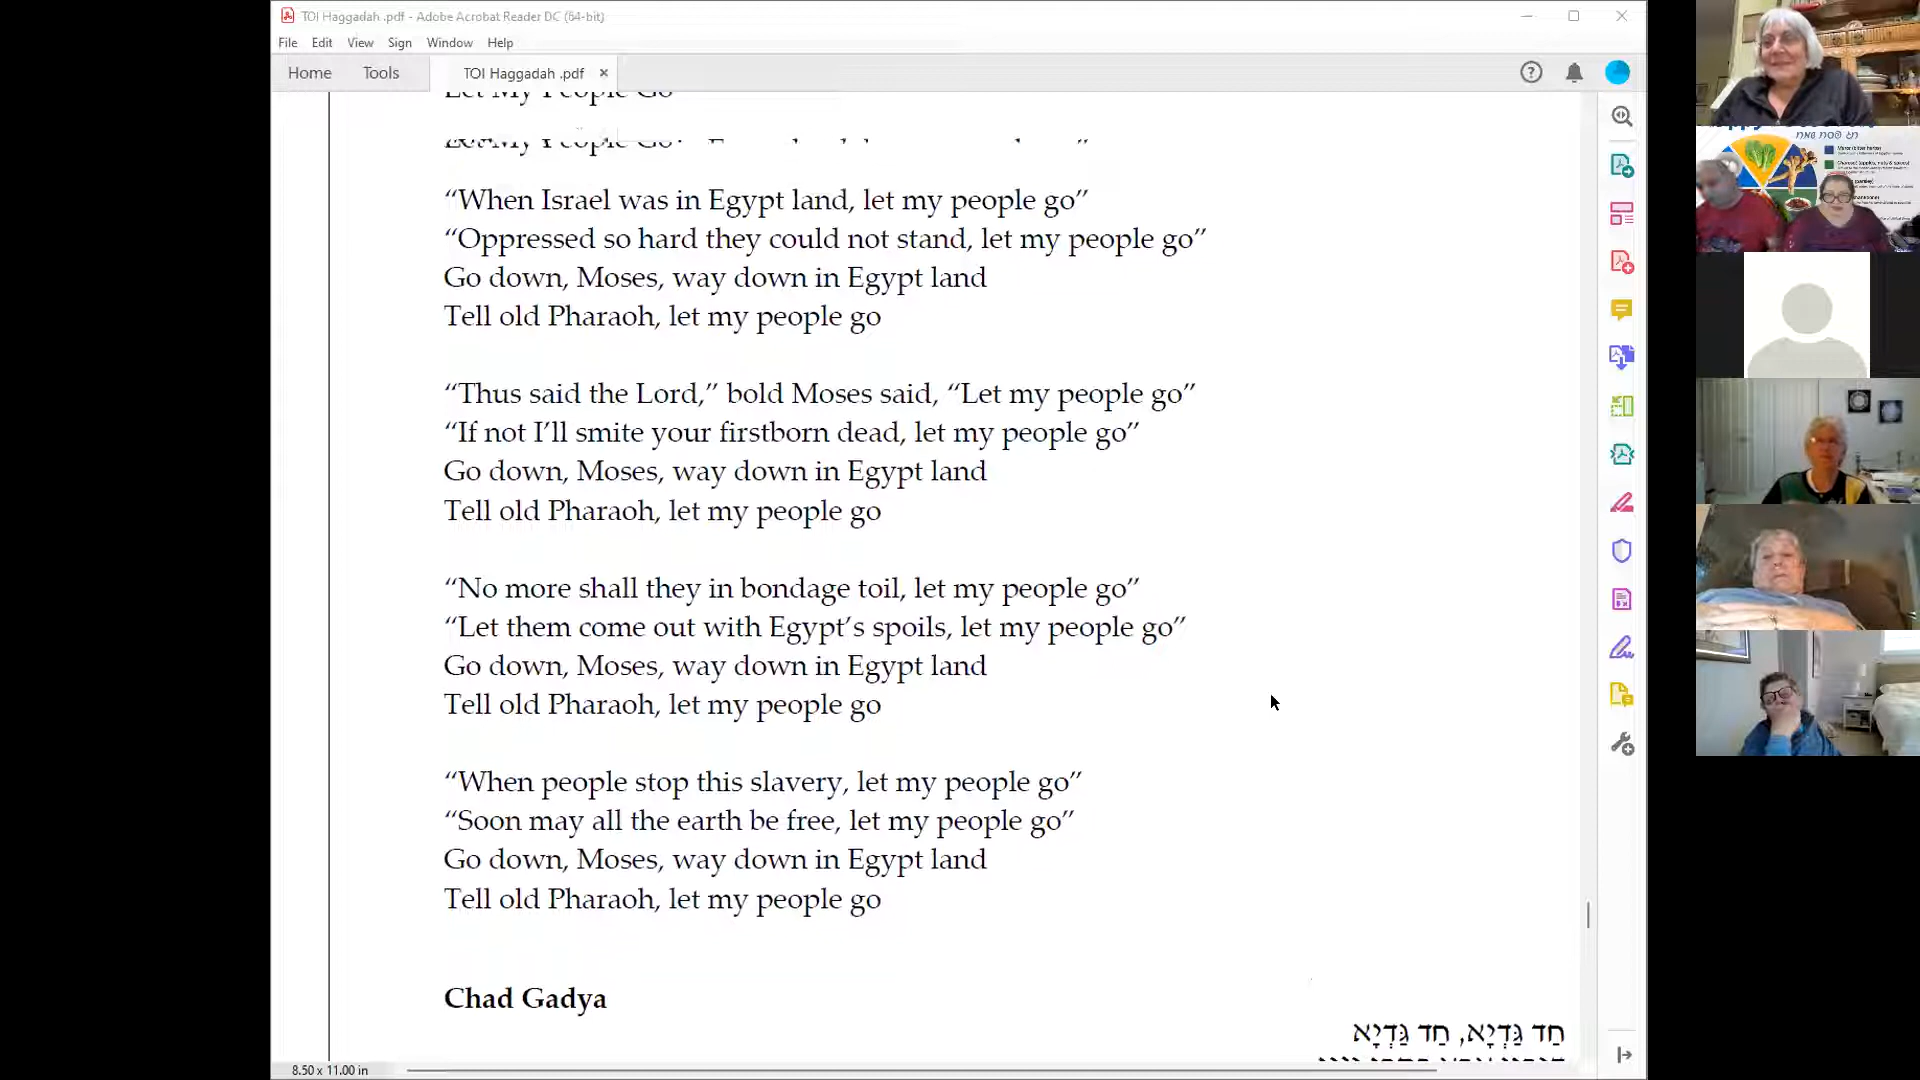 TOI Haggadah .pdf - Adobe Acrobat Reader DC (64-bit)
File Edit View Sign Window Help
Home Tools TOI Haggadah .pdf ×
Let My People Go
“When Israel was in Egypt land, let my people go”
“Oppressed so hard they could not stand, let my people go”
Go down, Moses, way down in Egypt land
Tell old Pharaoh, let my people go
“Thus said the Lord,” bold Moses said, “Let my people go”
“If not I’ll smite your firstborn dead, let my people go”
Go down, Moses, way down in Egypt land
Tell old Pharaoh, let my people go
“No more shall they in bondage toil, let my people go”
“Let them come out with Egypt’s spoils, let my people go”
Go down, Moses, way down in Egypt land
Tell old Pharaoh, let my people go
“When people stop this slavery, let my people go”
“Soon may all the earth be free, let my people go”
Go down, Moses, way down in Egypt land
Tell old Pharaoh, let my people go
Chad Gadya
חַד גַּדְיָא, חַד גַּדְיָא
8.50 x 11.00 in